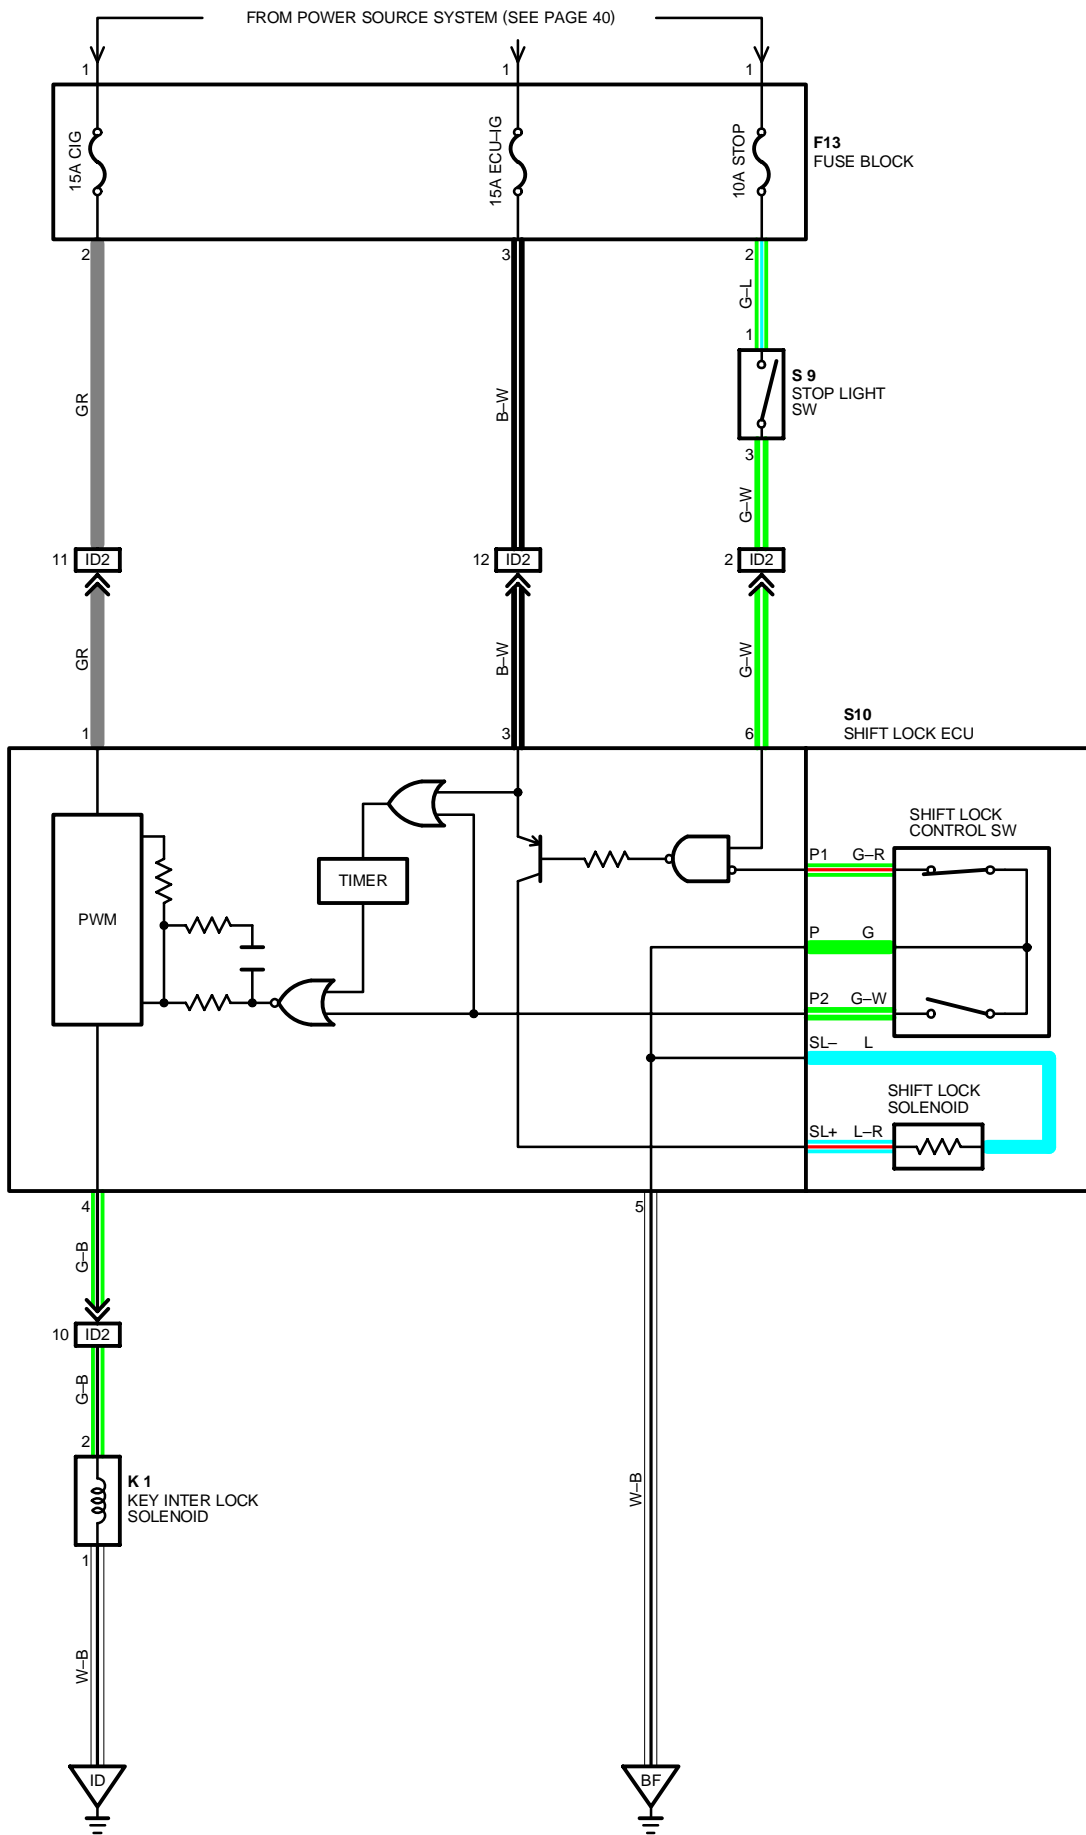 FROM POWER SOURCE SYSTEM (SEE PAGE 40)
1
1
1
15A CIG
15A ECU–IG
10A STOP
F13
FUSE BLOCK
2
3
2
G–L
1
S 9
STOP LIGHT
SW
GR
B–W
3
G–W
11
ID2
12
ID2
2
ID2
GR
B–W
G–W
1
3
6
S10
SHIFT LOCK ECU
SHIFT LOCK
CONTROL SW
P1
G–R
TIMER
PWM
P
G
P2
G–W
SL–
L
SHIFT LOCK
SOLENOID
SL+
L–R
4
5
G–B
10
ID2
G–B
2
K 1
KEY INTER LOCK
SOLENOID
W–B
1
W–B
ID
BF